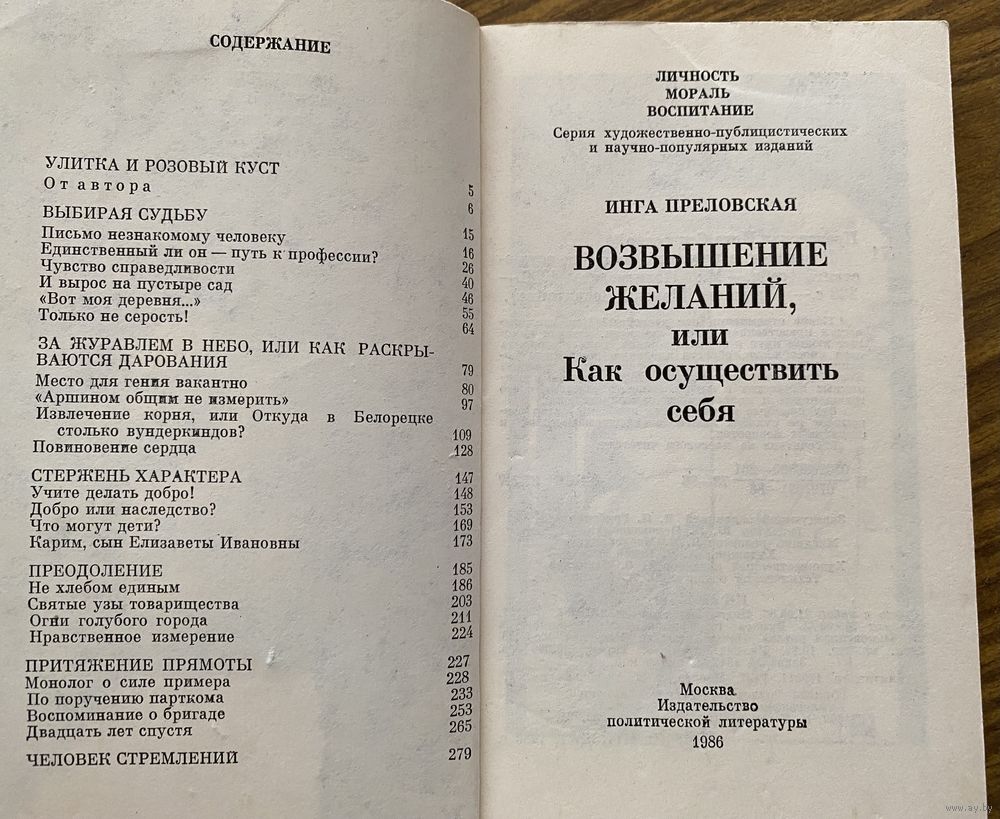 СОДЕРЖАНИЕ
УЛИТКА И РОЗОВЫЙ КУСТ
От автора 5
ВЫБИРАЯ СУДЬБУ 6
Письмо незнакомому человеку 15
Единственный ли он — путь к профессии? 16
Чувство справедливости 26
И вырос на пустыре сад 40
«Вот моя деревня...» 46
Только не серость! 55
64
ЗА ЖУРАВЛЕМ В НЕБО, ИЛИ КАК РАСКРЫ-
ВАЮТСЯ ДАРОВАНИЯ 79
Место для гения вакантно 80
«Аршином общим не измерить» 97
Извлечение корня, или Откуда в Белорецке
столько вундеркиндов? 109
Повиновение сердца 128
СТЕРЖЕНЬ ХАРАКТЕРА 147
Учите делать добро! 148
Добро или наследство? 153
Что могут дети? 169
Карим, сын Елизаветы Ивановны 173
ПРЕОДОЛЕНИЕ 185
Не хлебом единым 186
Святые узы товарищества 203
Огни голубого города 211
Нравственное измерение 224
ПРИТЯЖЕНИЕ ПРЯМОТЫ 227
Монолог о силе примера 228
По поручению парткома 233
Воспоминание о бригаде 253
Двадцать лет спустя 265
ЧЕЛОВЕК СТРЕМЛЕНИЙ 279
ЛИЧНОСТЬ
МОРАЛЬ
ВОСПИТАНИЕ
Серия художественно-публицистических
и научно-популярных изданий
ИНГА ПРЕЛОВСКАЯ
ВОЗВЫШЕНИЕ
ЖЕЛАНИЙ,
или
Как осуществить
себя
Москва
Издательство
политической литературы
1986
www.ay.by